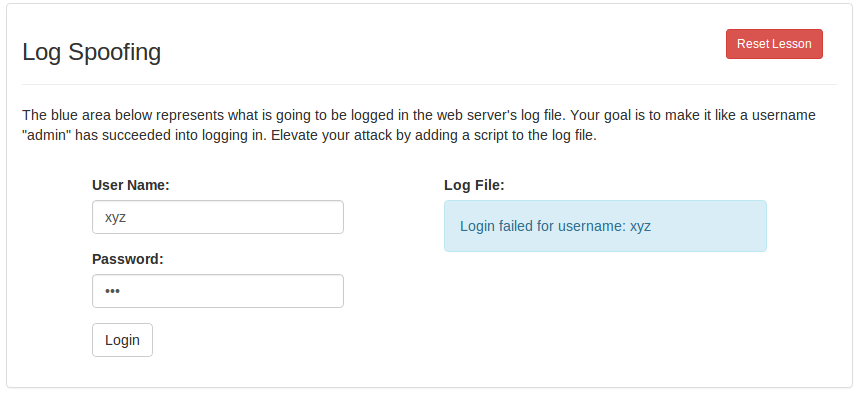 Log Spoofing
Reset Lesson
The blue area below represents what is going to be logged in the web server's log file. Your goal is to make it like a username
"admin" has succeeded into logging in. Elevate your attack by adding a script to the log file.
User Name:
xyz
Password:
•••
Login
Log File:
Login failed for username: xyz